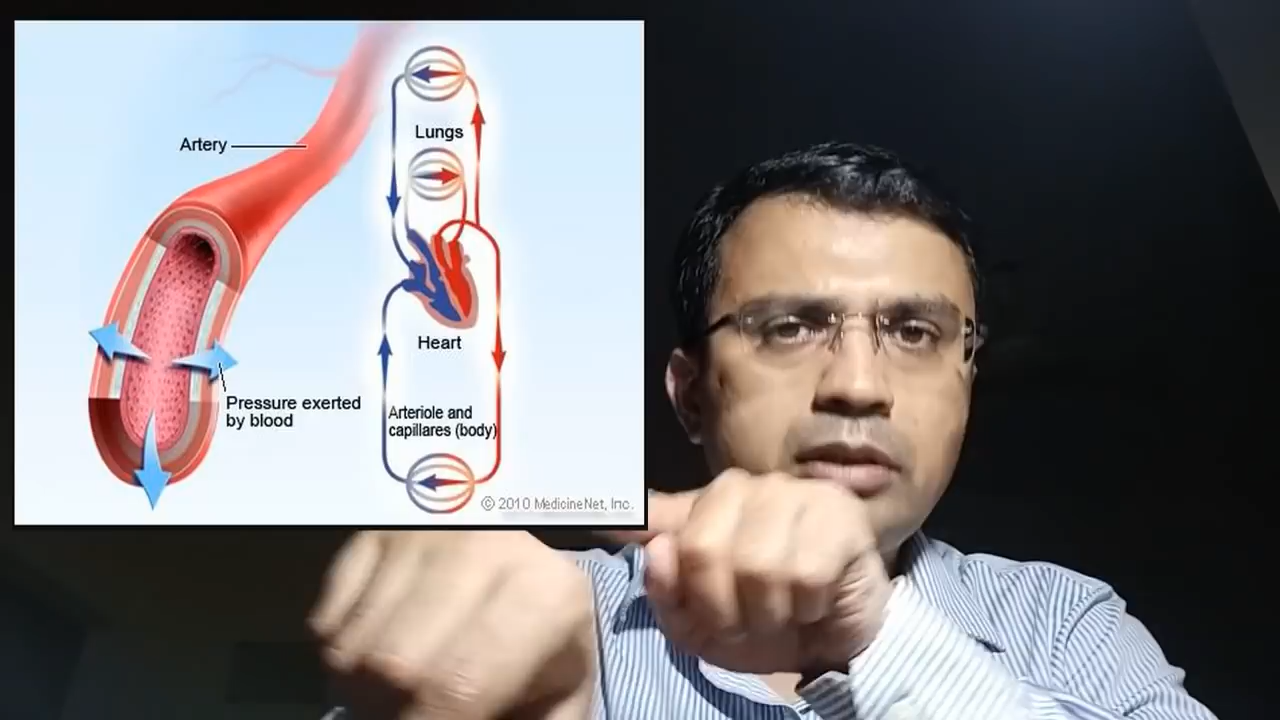 Artery
Lungs
Heart
Pressure exerted
by blood
Arteriole and
capillares (body)
© 2010 MedicineNet, Inc.